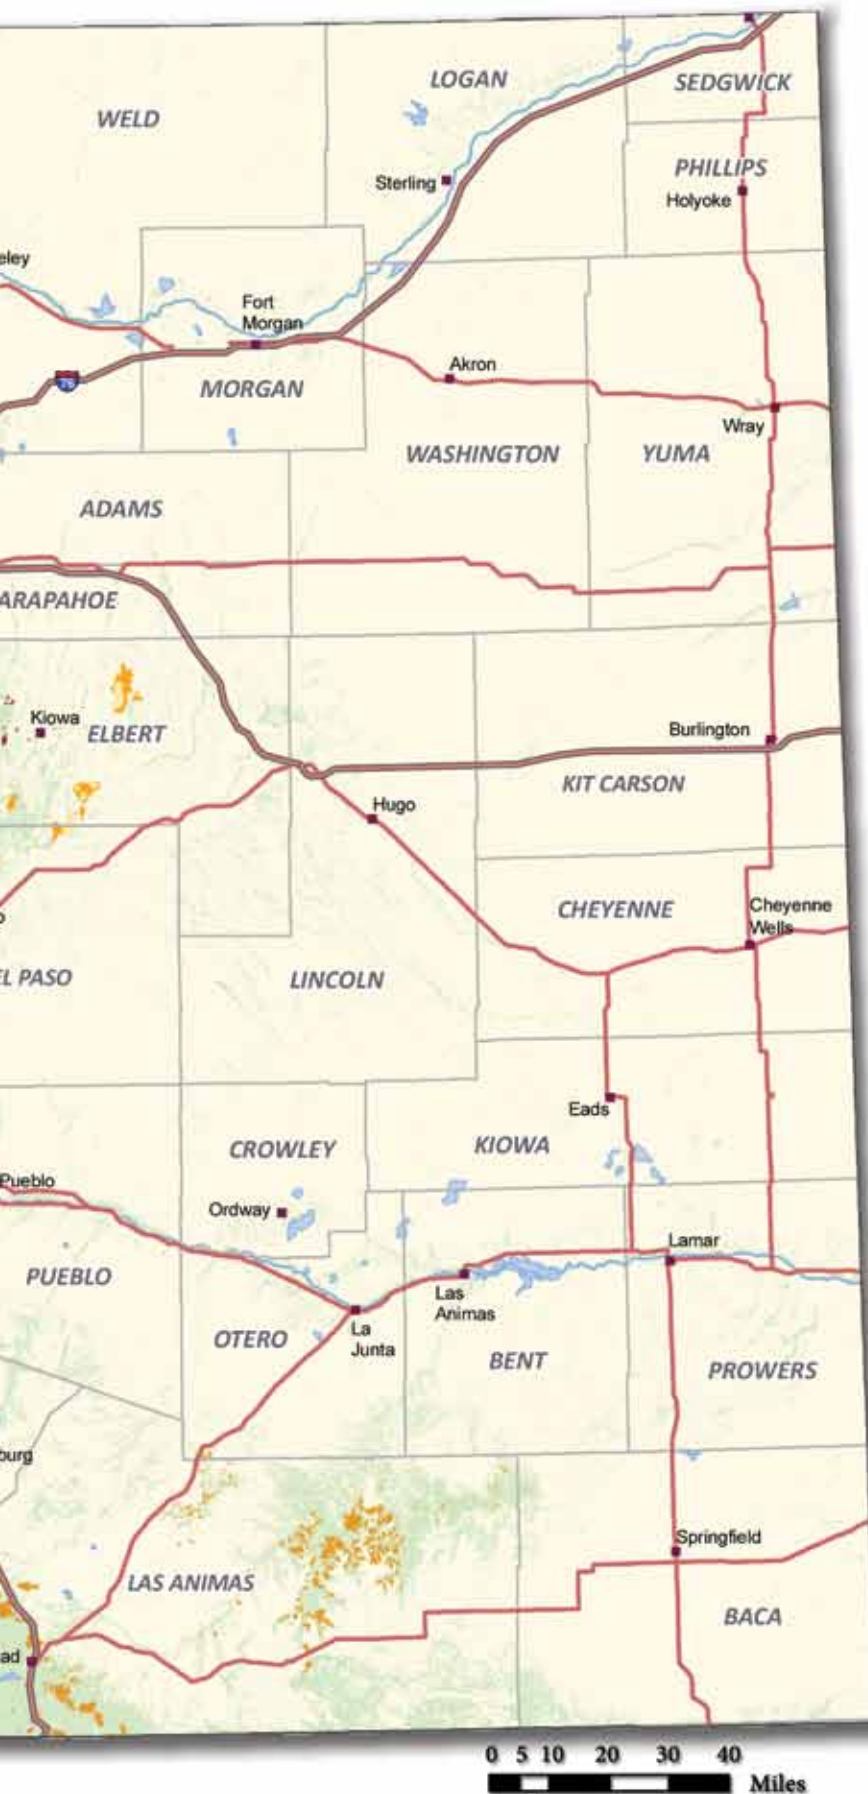 LOGAN
SEDGWICK
WELD
PHILLIPS
Sterling
Holyoke
eley
Fort
Morgan
Akron
76
MORGAN
Wray
WASHINGTON
YUMA
ADAMS
ARAPAHOE
Kiowa
ELBERT
Burlington
KIT CARSON
Hugo
CHEYENNE
Cheyenne
Wells
o
EL PASO
LINCOLN
Eads
CROWLEY
KIOWA
Pueblo
Ordway
Lamar
PUEBLO
Las
Animas
La
Junta
OTERO
BENT
PROWERS
burg
Springfield
LAS ANIMAS
BACA
ad
0 5 10 20 30 40
Miles